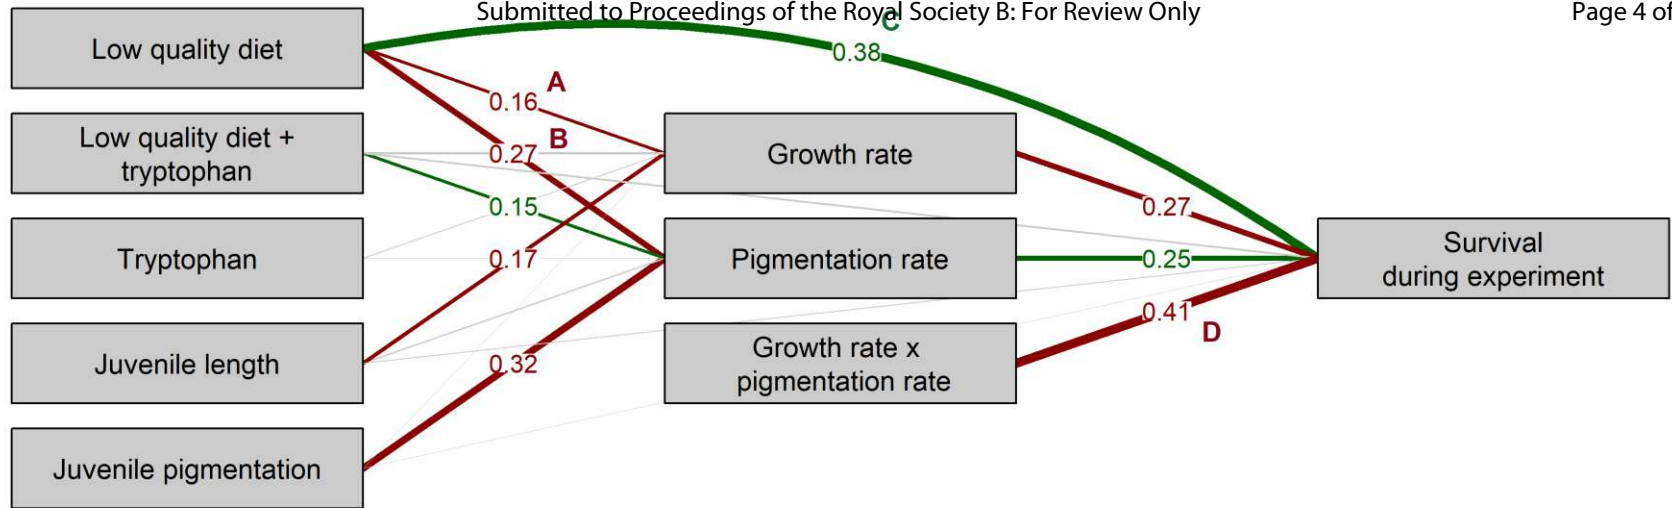 Submitted to Proceedings of the Royal Society B: For Review Only
Page 4 of
C
Low quality diet
0.38
A
0.16
Low quality diet +
tryptophan
B
0.27
Growth rate
0.15
0.27
Tryptophan
0.17
Pigmentation rate
0.25
Survival
during experiment
0.41
D
Juvenile length
0.32
Growth rate x
pigmentation rate
Juvenile pigmentation